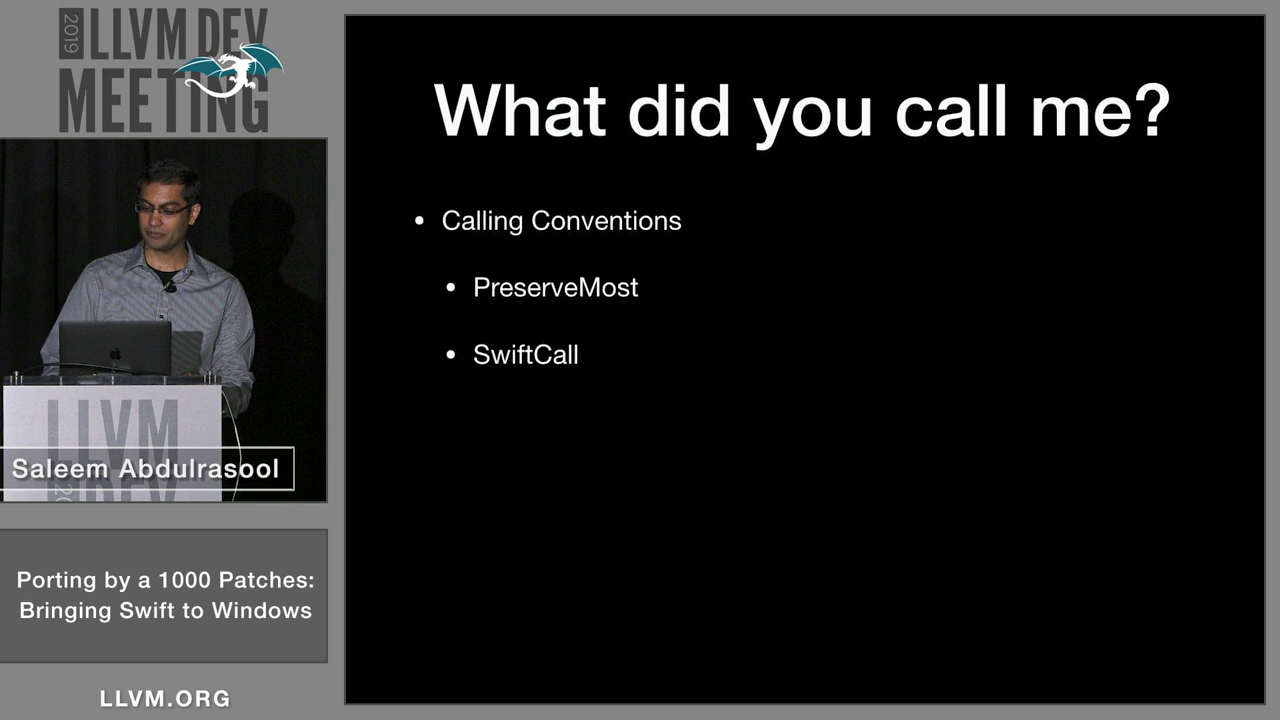 2019 LLVM DEV
MEETING
What did you call me?
• Calling Conventions
• PreserveMost
• SwiftCall
LLVM
Saleem Abdulrasool
Porting by a 1000 Patches:
Bringing Swift to Windows
LLVM.ORG